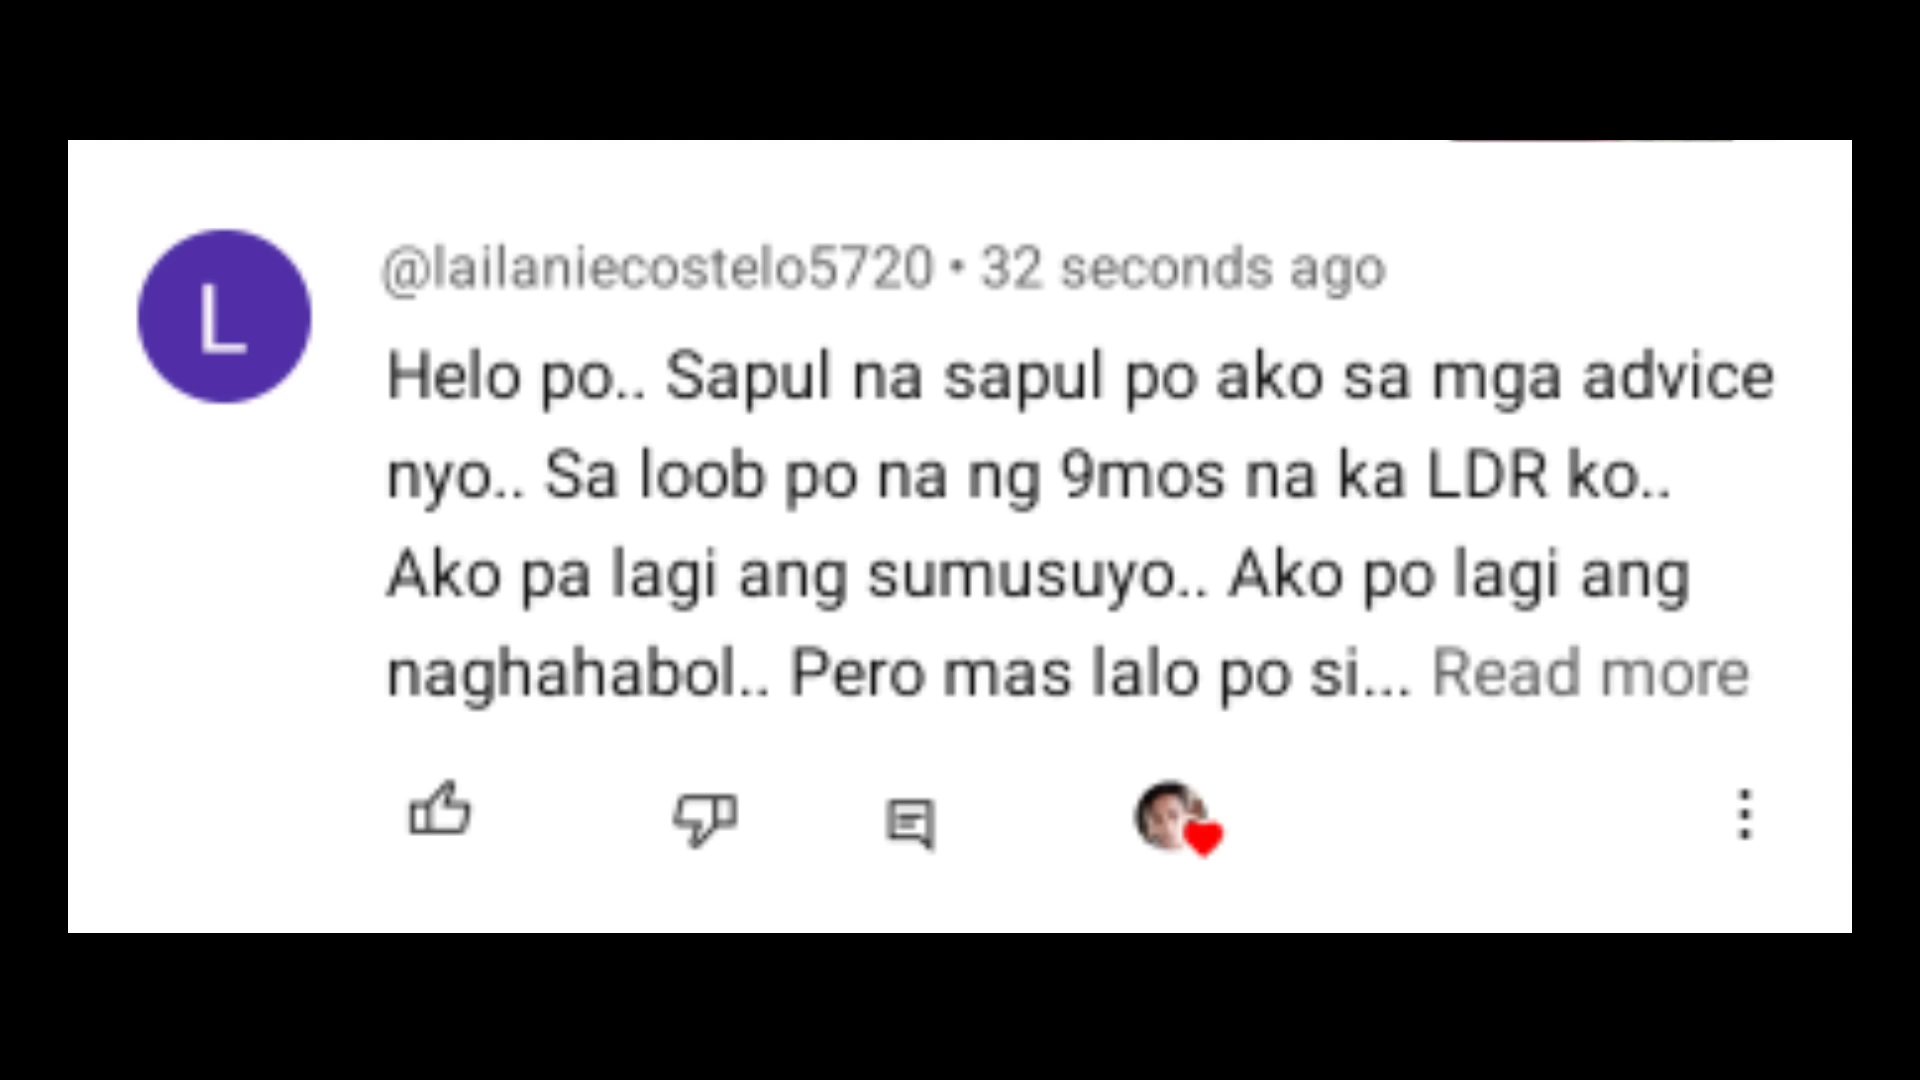 L
@lailaniecostelo5720 • 32 seconds ago
Helo po.. Sapul na sapul po ako sa mga advice
nyo.. Sa loob po na ng 9mos na ka LDR ko..
Ako pa lagi ang sumusuyo.. Ako po lagi ang
naghahabol.. Pero mas lalo po si... Read more